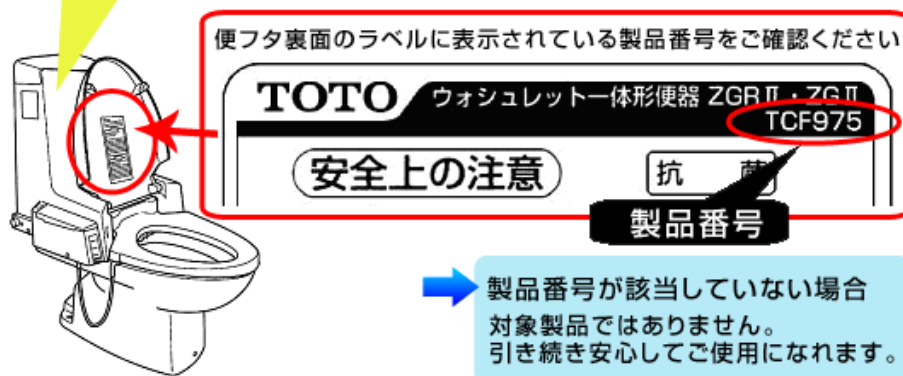 便フタ裏面のラベルに表示されている製品番号をご確認ください
TOTO ウォシュレット一体形便器 ZGRⅡ・ZGⅡ
TCF975
安全上の注意
抗 菌
製品番号
製品番号が該当していない場合
対象製品ではありません。
引き続き安心してご使用になれます。